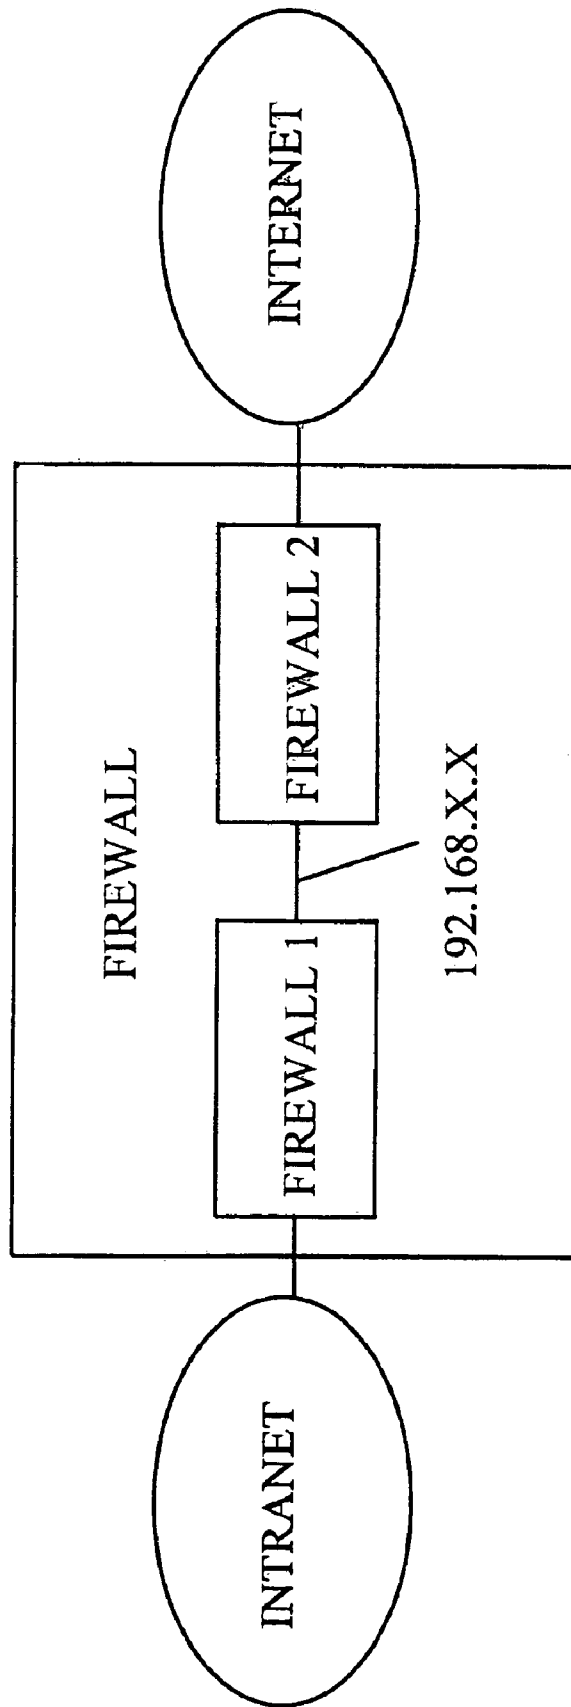 FIREWALL
INTRANET
FIREWALL 1
FIREWALL 2
INTERNET
192.168.X.X